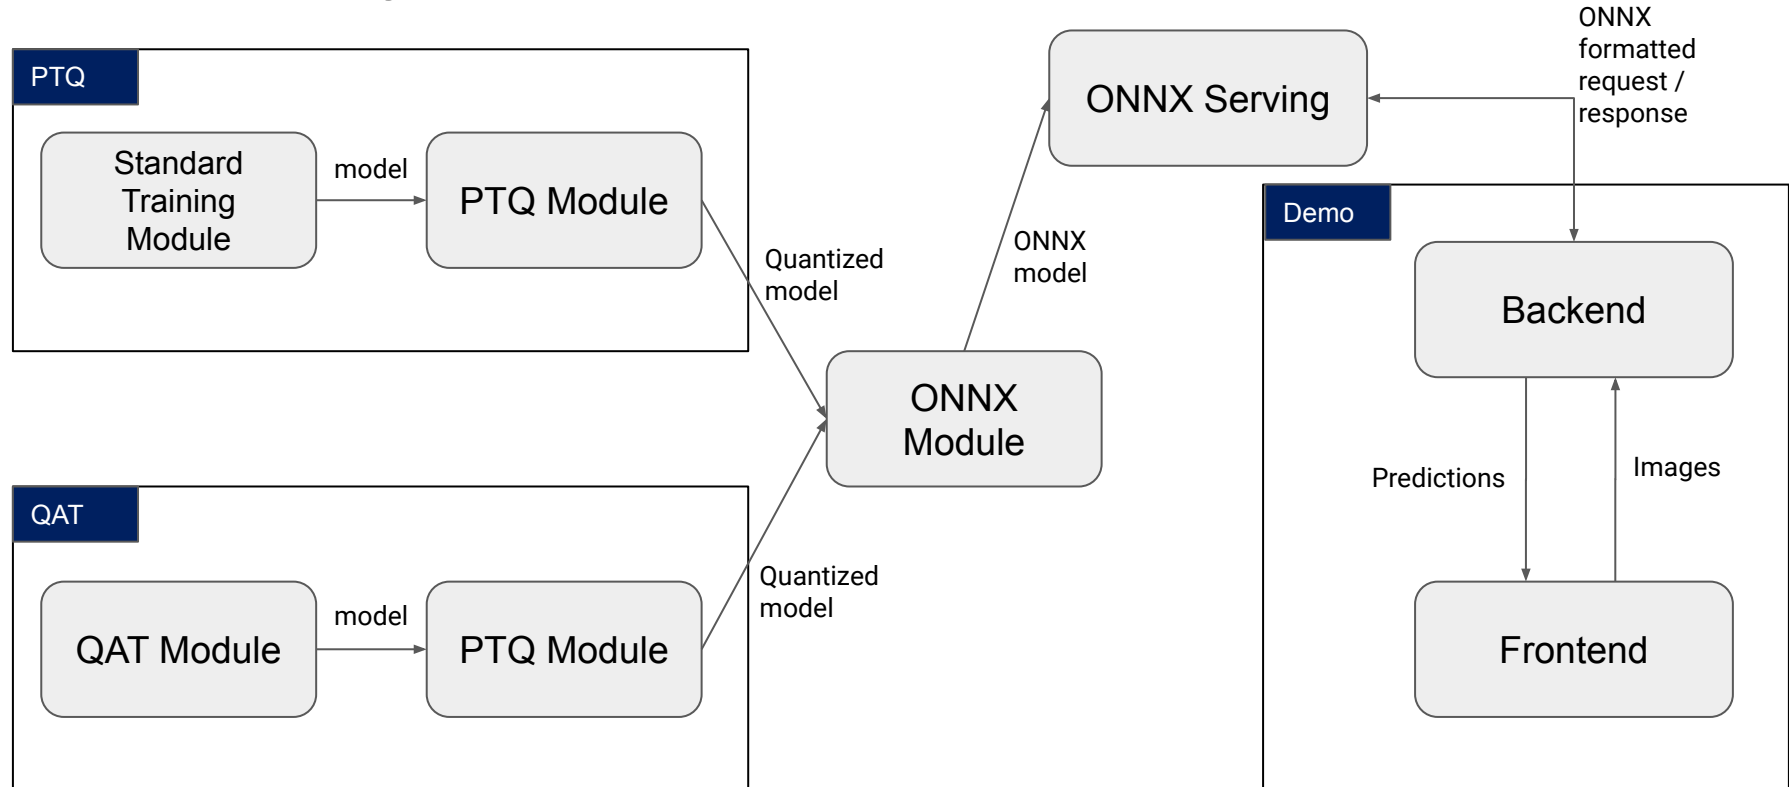 PTQ
Standard
Training
Module
model
PTQ Module
Quantized
model
QAT
QAT Module
model
PTQ Module
Quantized
model
ONNX
Module
ONNX
model
ONNX Serving
ONNX
formatted
request /
response
Demo
Backend
Predictions
Images
Frontend